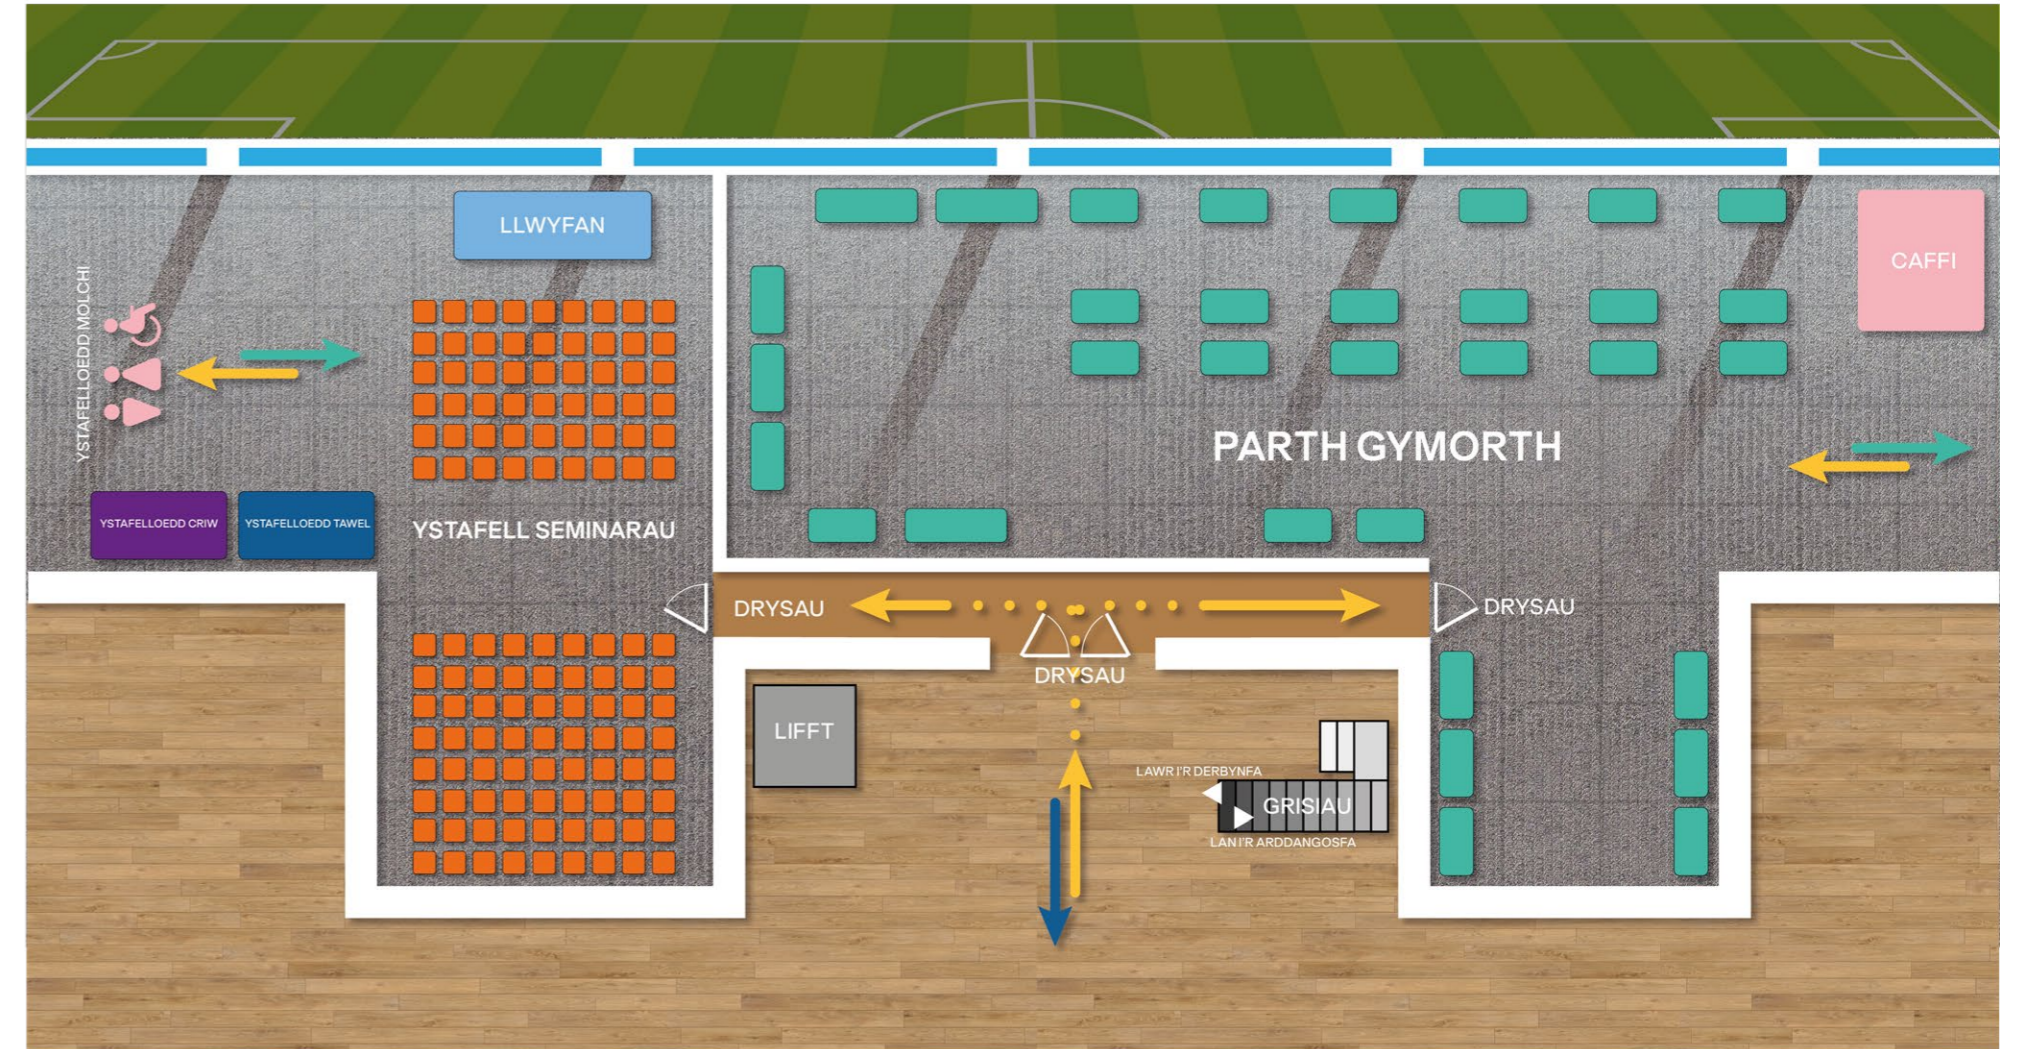 LLWYFAN
CAFFI
YSTAFELLOEDD MOLCHI
PARTH GYMORTH
YSTAFELLOEDD CRIW
YSTAFELLOEDD TAWEL
YSTAFELL SEMINARAU
DRYSAU
DRYSAU
DRYSAU
LIFFT
LAWR I'R DERBYNFA
GRISIAU
LAN I'R ARDDANGOSFA